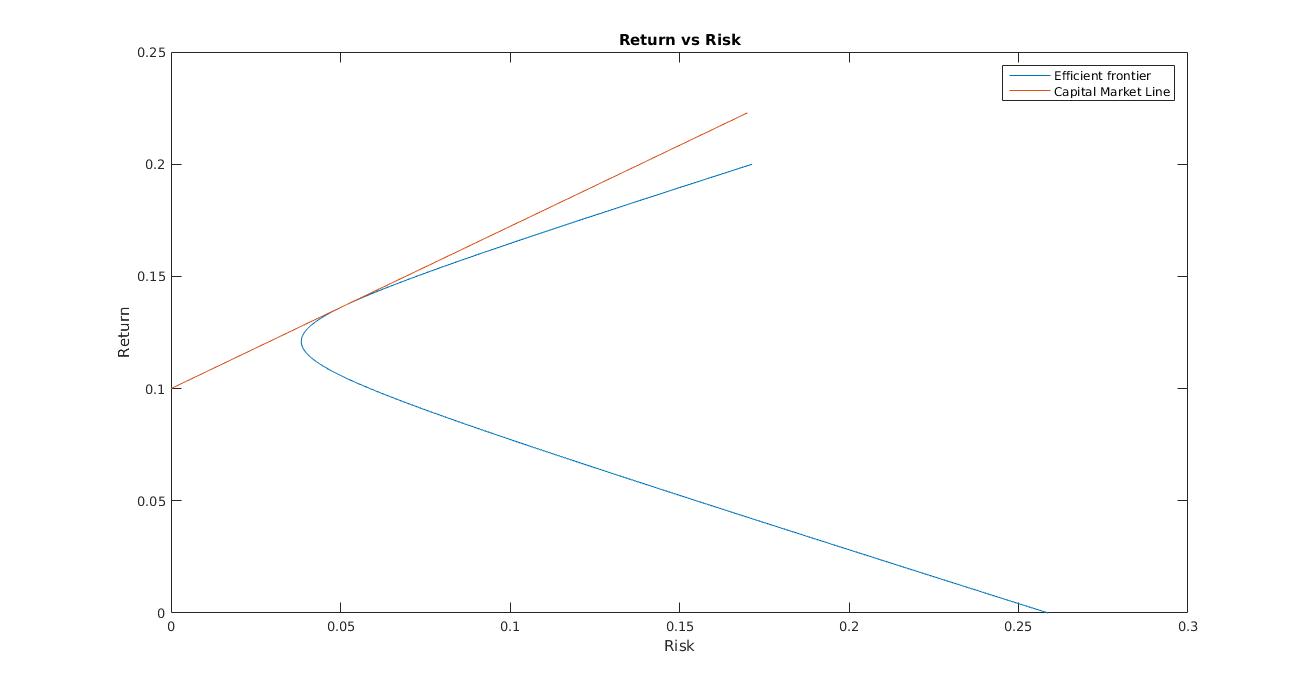 Return vs Risk
Efficient frontier
Capital Market Line
0.25
0.2
0.15
0.1
0.05
0
Return
0
0.05
0.1
0.15
0.2
0.25
0.3
Risk